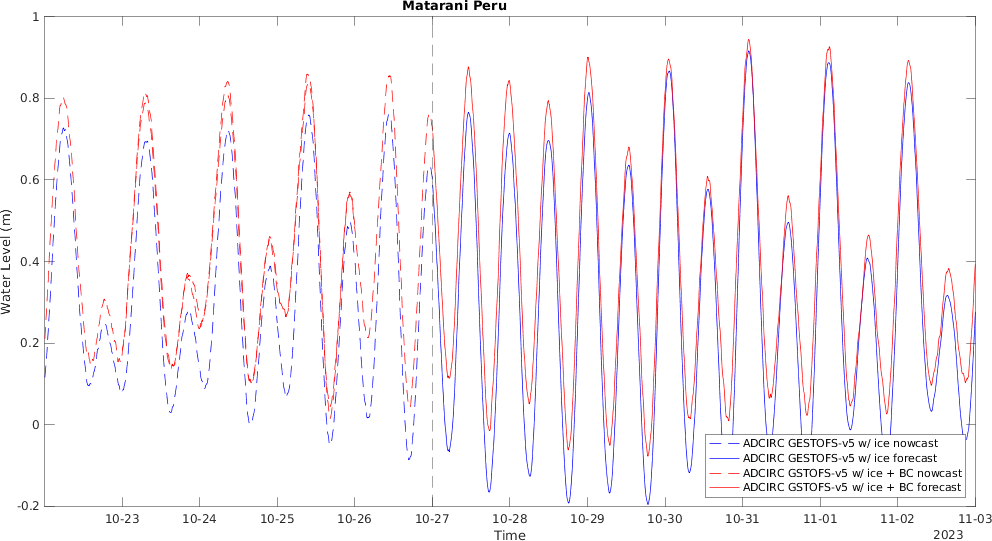 Matarani Peru
1
0.8
0.6
0.4
0.2
0
-0.2
Water Level (m)
ADCIRC GESTOFS-v5 w/ ice nowcast
ADCIRC GESTOFS-v5 w/ ice forecast
ADCIRC GSTOFS-v5 w/ ice + BC nowcast
ADCIRC GSTOFS-v5 w/ ice + BC forecast
10-23 10-24 10-25 10-26 10-27 10-28 10-29 10-30 10-31 11-01 11-02 11-03
Time
2023